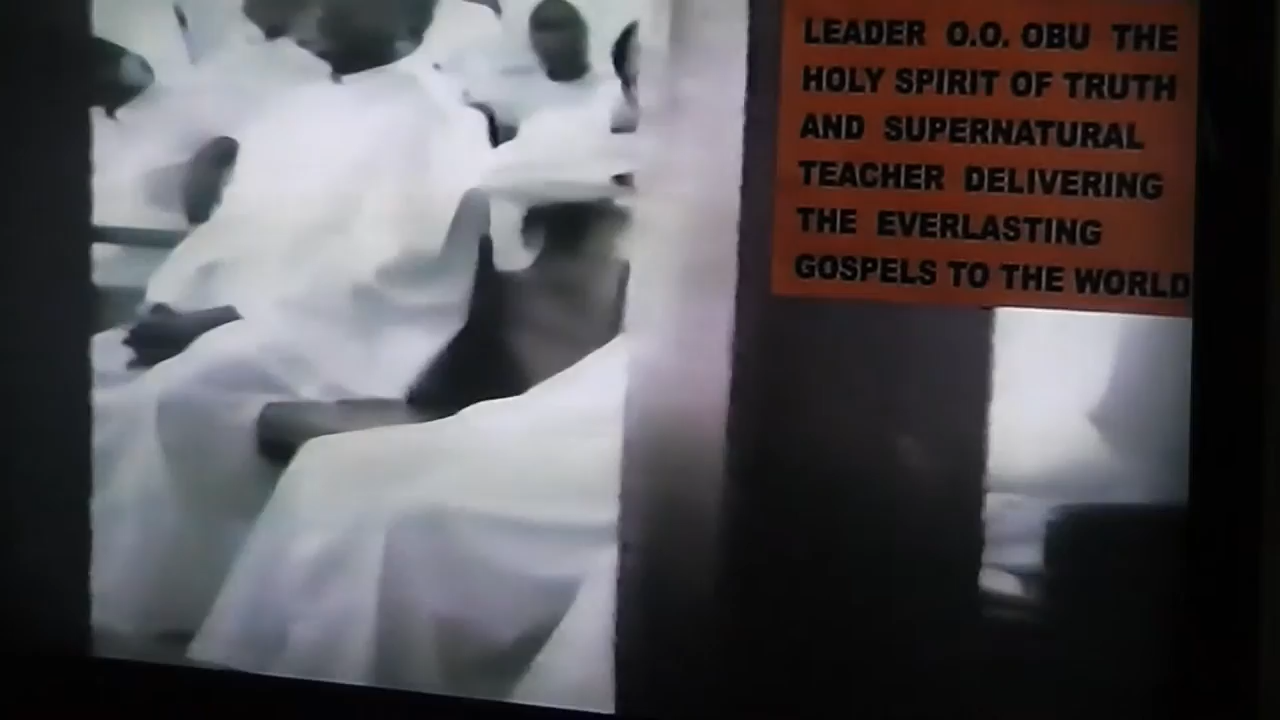 LEADER O.O. OBU THE
HOLY SPIRIT OF TRUTH
AND SUPERNATURAL
TEACHER DELIVERING
THE EVERLASTING
GOSPELS TO THE WORLD